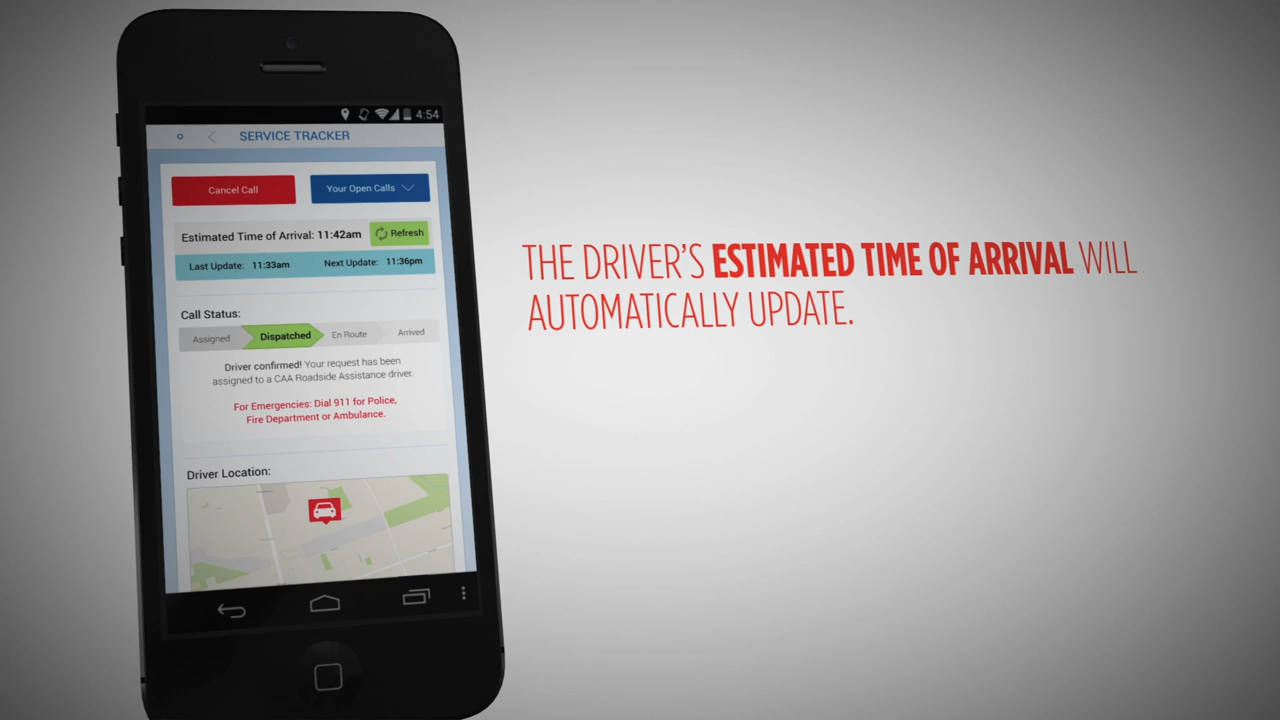 4:54
SERVICE TRACKER
Cancel Call
Your Open Calls
Estimated Time of Arrival: 11:42am
Refresh
Last Update: 11:33am
Next Update: 11:36pm
Call Status:
Assigned
Dispatched
En Route
Arrived
Driver confirmed! Your request has been
assigned to a CAA Roadside Assistance driver.
For Emergencies: Dial 911 for Police,
Fire Department or Ambulance.
Driver Location:
THE DRIVER'S ESTIMATED TIME OF ARRIVAL WILL
AUTOMATICALLY UPDATE.